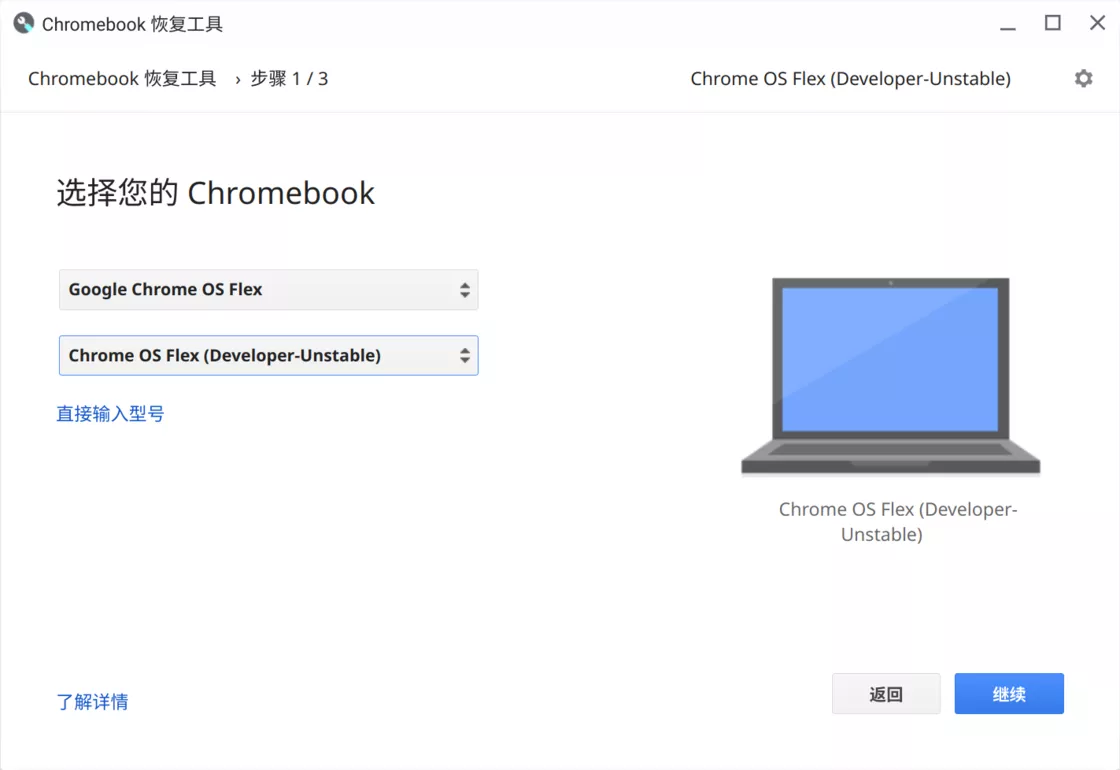 Chromebook 恢复工具
Chromebook 恢复工具 › 步骤 1 / 3
Chrome OS Flex (Developer-Unstable)
选择您的 Chromebook
Google Chrome OS Flex
Chrome OS Flex (Developer-Unstable)
直接输入型号
Chrome OS Flex (Developer-
Unstable)
了解详情
返回
继续